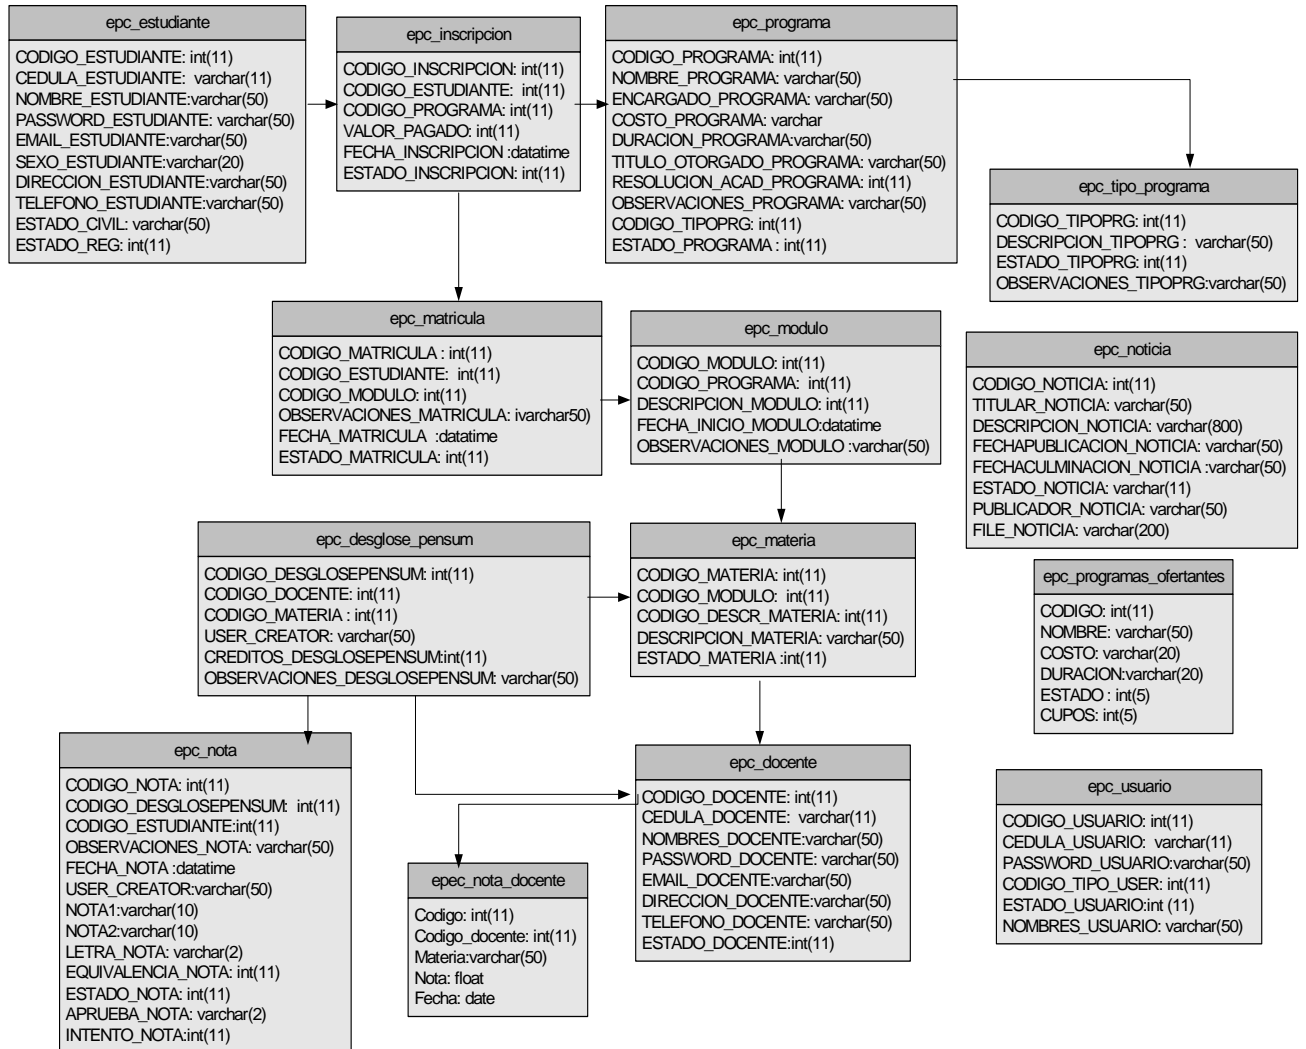 epc_estudiante
CODIGO_ESTUDIANTE: int(11)
CEDULA_ESTUDIANTE: varchar(11)
NOMBRE_ESTUDIANTE:varchar(50)
PASSWORD_ESTUDIANTE:varchar(50)
EMAIL_ESTUDIANTE:varchar(50)
SEXO_ESTUDIANTE:varchar(20)
DIRECCION_ESTUDIANTE:varchar(50)
TELEFONO_ESTUDIANTE:varchar(50)
ESTADO_CIVIL: varchar(50)
ESTADO_REG: int(11)
epc_inscripcion
CODIGO_INSCRIPCION: int(11)
CODIGO_ESTUDIANTE: int(11)
CODIGO_PROGRAMA: int(11)
VALOR_PAGADO: int(11)
FECHA_INSCRIPCION :datatime
ESTADO_INSCRIPCION: int(11)
epc_programa
CODIGO_PROGRAMA: int(11)
NOMBRE_PROGRAMA: varchar(50)
ENCARGADO_PROGRAMA: varchar(50)
COSTO_PROGRAMA: varchar
DURACION_PROGRAMA:varchar(50)
TITULO_OTORGADO_PROGRAMA: varchar(50)
RESOLUCION_ACAD_PROGRAMA: int(11)
OBSERVACIONES_PROGRAMA: varchar(50)
CODIGO_TIPOPRG: int(11)
ESTADO_PROGRAMA : int(11)
epc_tipo_programa
CODIGO_TIPOPRG: int(11)
DESCRIPCION_TIPOPRG : varchar(50)
ESTADO_TIPOPRG: int(11)
OBSERVACIONES_TIPOPRG:varchar(50)
epc_matricula
CODIGO_MATRICULA : int(11)
CODIGO_ESTUDIANTE: int(11)
CODIGO_MODULO: int(11)
OBSERVACIONES_MATRICULA: ivarchar50)
FECHA_MATRICULA :datatime
ESTADO_MATRICULA: int(11)
epc_modulo
CODIGO_MODULO: int(11)
CODIGO_PROGRAMA: int(11)
DESCRIPCION_MODULO: int(11)
FECHA_INICIO_MODULO:datatime
OBSERVACIONES_MODULO :varchar(50)
epc_noticia
CODIGO_NOTICIA: int(11)
TITULAR_NOTICIA: varchar(50)
DESCRIPCION_NOTICIA: varchar(800)
FECHAPUBLICACION_NOTICIA: varchar(50)
FECHACULMINACION_NOTICIA :varchar(50)
ESTADO_NOTICIA: varchar(11)
PUBLICADOR_NOTICIA: varchar(50)
FILE_NOTICIA: varchar(200)
epc_desglose_pensum
CODIGO_DESGLOSEPENSUM: int(11)
CODIGO_DOCENTE: int(11)
CODIGO_MATERIA : int(11)
USER_CREATOR: varchar(50)
CREDITOS_DESGLOSEPENSUM:int(11)
OBSERVACIONES_DESGLOSEPENSUM: varchar(50)
epc_materia
CODIGO_MATERIA: int(11)
CODIGO_MODULO: int(11)
CODIGO_DESCR_MATERIA: int(11)
DESCRIPCION_MATERIA: varchar(50)
ESTADO_MATERIA :int(11)
epc_programas_ofertantes
CODIGO: int(11)
NOMBRE: varchar(50)
COSTO: varchar(20)
DURACION:varchar(20)
ESTADO : int(5)
CUPOS: int(5)
epc_nota
CODIGO_NOTA: int(11)
CODIGO_DESGLOSEPENSUM: int(11)
CODIGO_ESTUDIANTE:int(11)
OBSERVACIONES_NOTA: varchar(50)
FECHA_NOTA :datatime
USER_CREATOR:varchar(50)
NOTA1:varchar(10)
NOTA2:varchar(10)
LETRA_NOTA: varchar(2)
EQUIVALENCIA_NOTA: int(11)
ESTADO_NOTA: int(11)
APRUEBA_NOTA: varchar(2)
INTENTO_NOTA:int(11)
epec_nota_docente
Codigo: int(11)
Codigo_docente: int(11)
Materia:varchar(50)
Nota: float
Fecha: date
epc_docente
CODIGO_DOCENTE: int(11)
CEDULA_DOCENTE: varchar(11)
NOMBRES_DOCENTE:varchar(50)
PASSWORD_DOCENTE: varchar(50)
EMAIL_DOCENTE:varchar(50)
DIRECCION_DOCENTE:varchar(50)
TELEFONO_DOCENTE: varchar(50)
ESTADO_DOCENTE:int(11)
epc_usuario
CODIGO_USUARIO: int(11)
CEDULA_USUARIO: varchar(11)
PASSWORD_USUARIO:varchar(50)
CODIGO_TIPO_USER: int(11)
ESTADO_USUARIO:int (11)
NOMBRES_USUARIO: varchar(50)